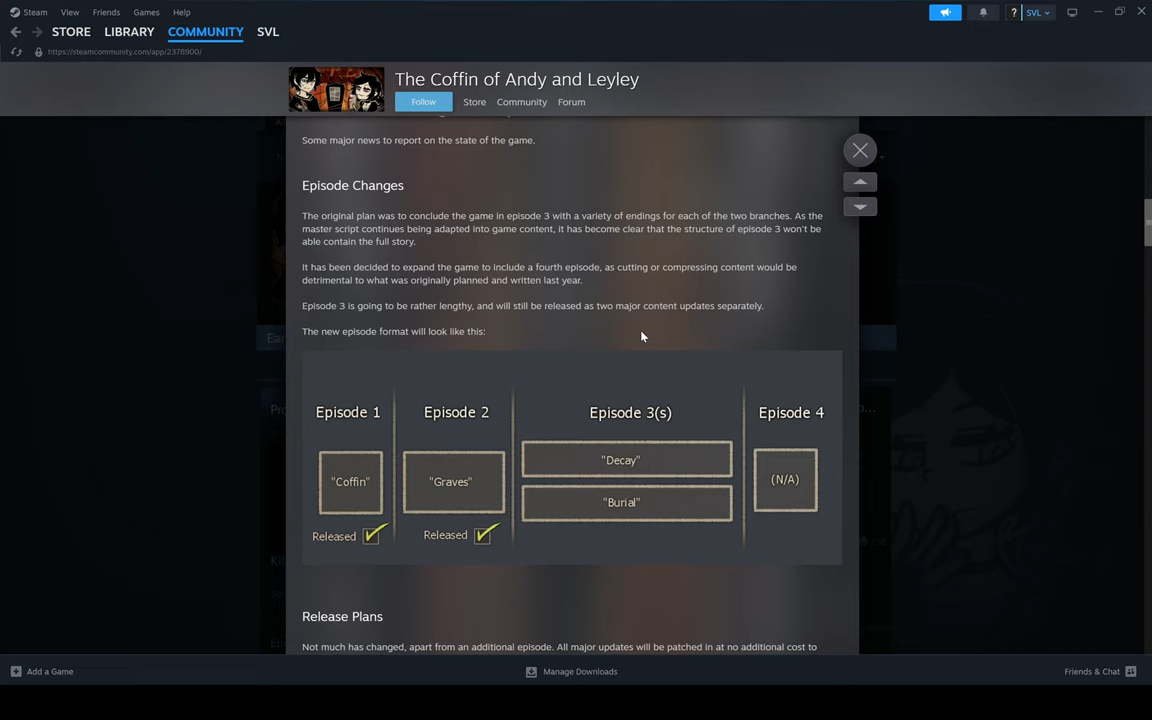 Steam View Friends Games Help
? SVL
STORE LIBRARY COMMUNITY SVL
https://steamcommunity.com/app/2378900/
The Coffin of Andy and Leyley
Follow Store Community Forum
Some major news to report on the state of the game.
Episode Changes
The original plan was to conclude the game in episode 3 with a variety of endings for each of the two branches. As the
master script continues being adapted into game content, it has become clear that the structure of episode 3 won't be
able contain the full story.
It has been decided to expand the game to include a fourth episode, as cutting or compressing content would be
detrimental to what was originally planned and written last year.
Episode 3 is going to be rather lengthy, and will still be released as two major content updates separately.
The new episode format will look like this:
Episode 1 Episode 2 Episode 3(s) Episode 4
"Decay"
"Coffin" "Graves" (N/A)
"Burial"
Released Released
Release Plans
Not much has changed, apart from an additional episode. All major updates will be patched in at no additional cost to
Add a Game Manage Downloads Friends & Chat